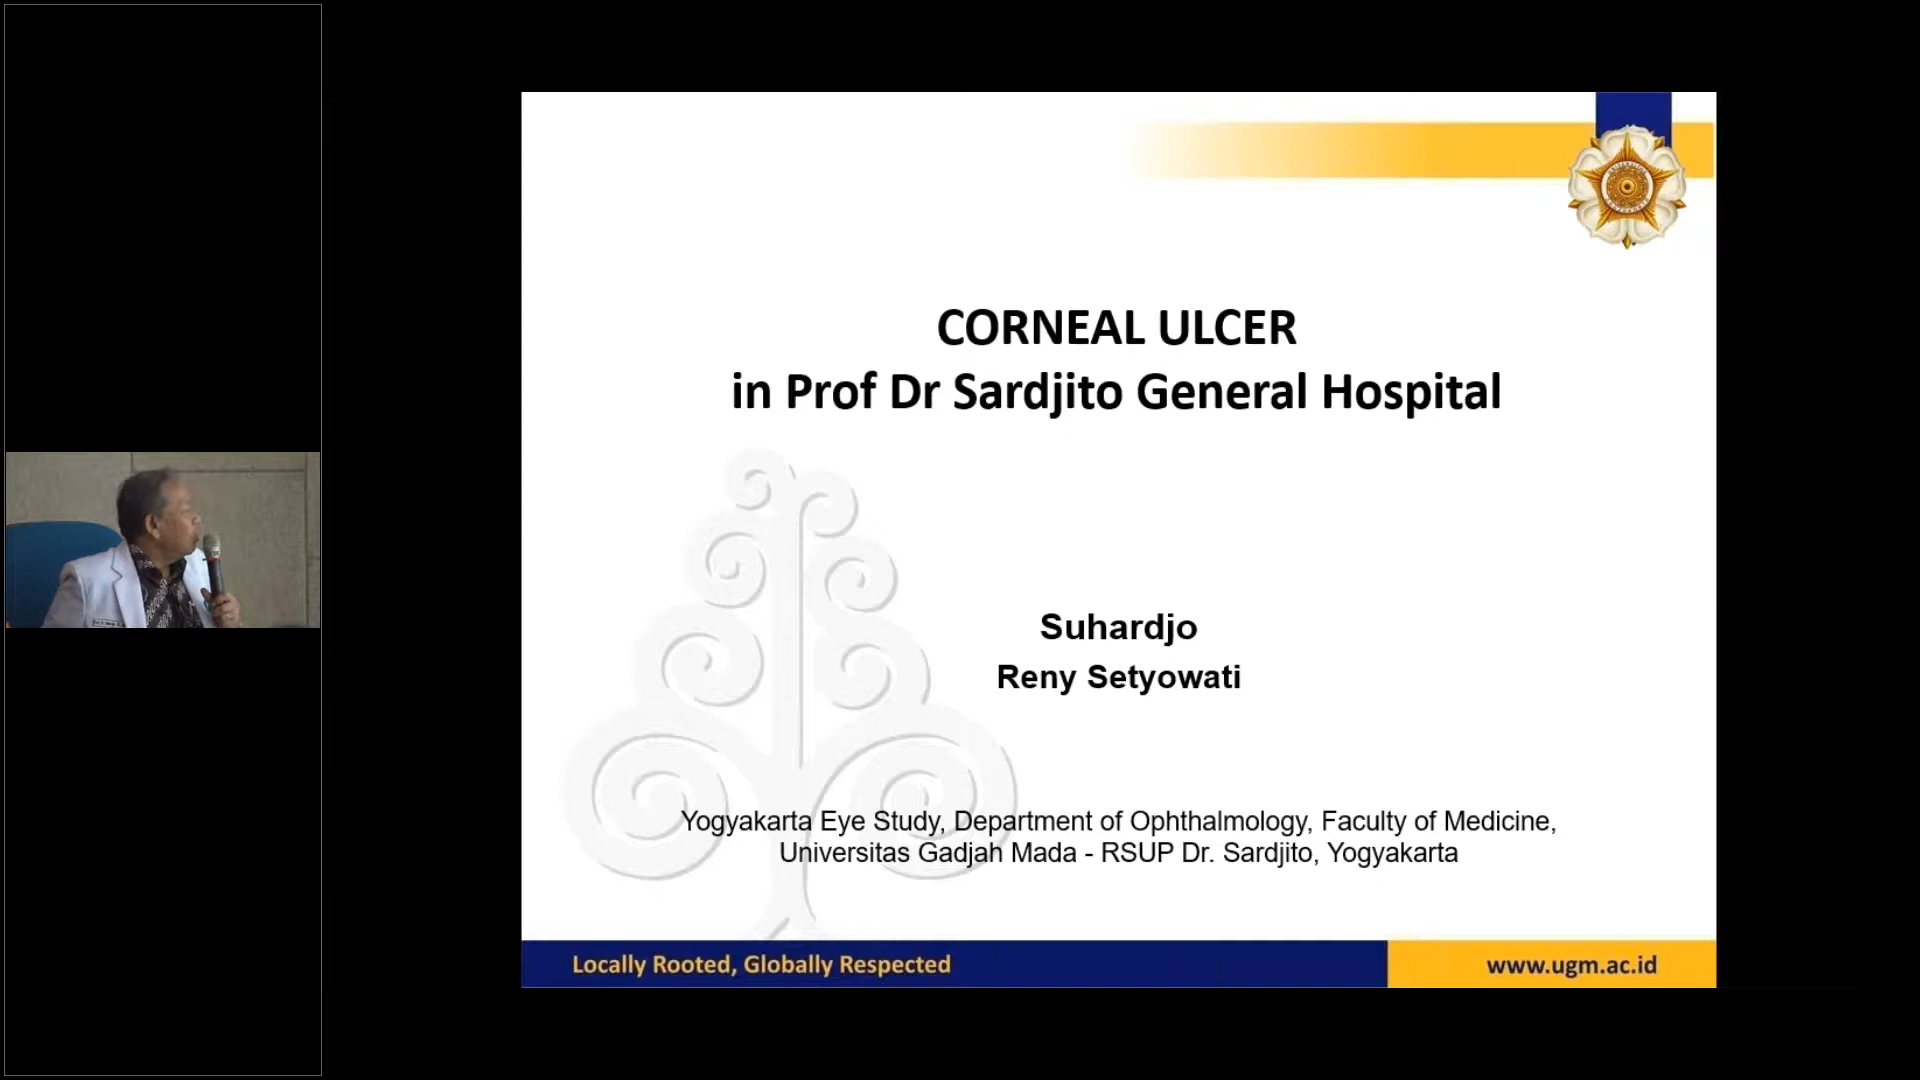 CORNEAL ULCER
in Prof Dr Sardjito General Hospital
Suhardjo
Reny Setyowati
Yogyakarta Eye Study, Department of Ophthalmology, Faculty of Medicine,
Universitas Gadjah Mada - RSUP Dr. Sardjito, Yogyakarta
Locally Rooted, Globally Respected
www.ugm.ac.id